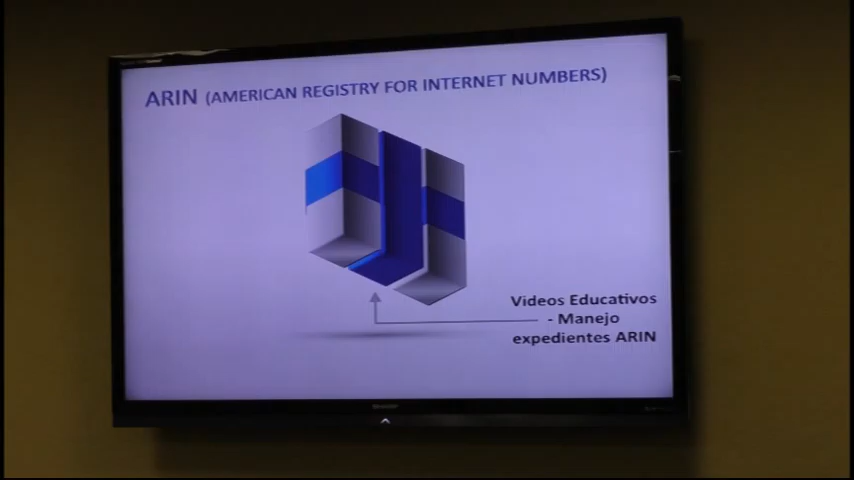 ARIN (AMERICAN REGISTRY FOR INTERNET NUMBERS)
Videos Educativos
- Manejo
expedientes ARIN